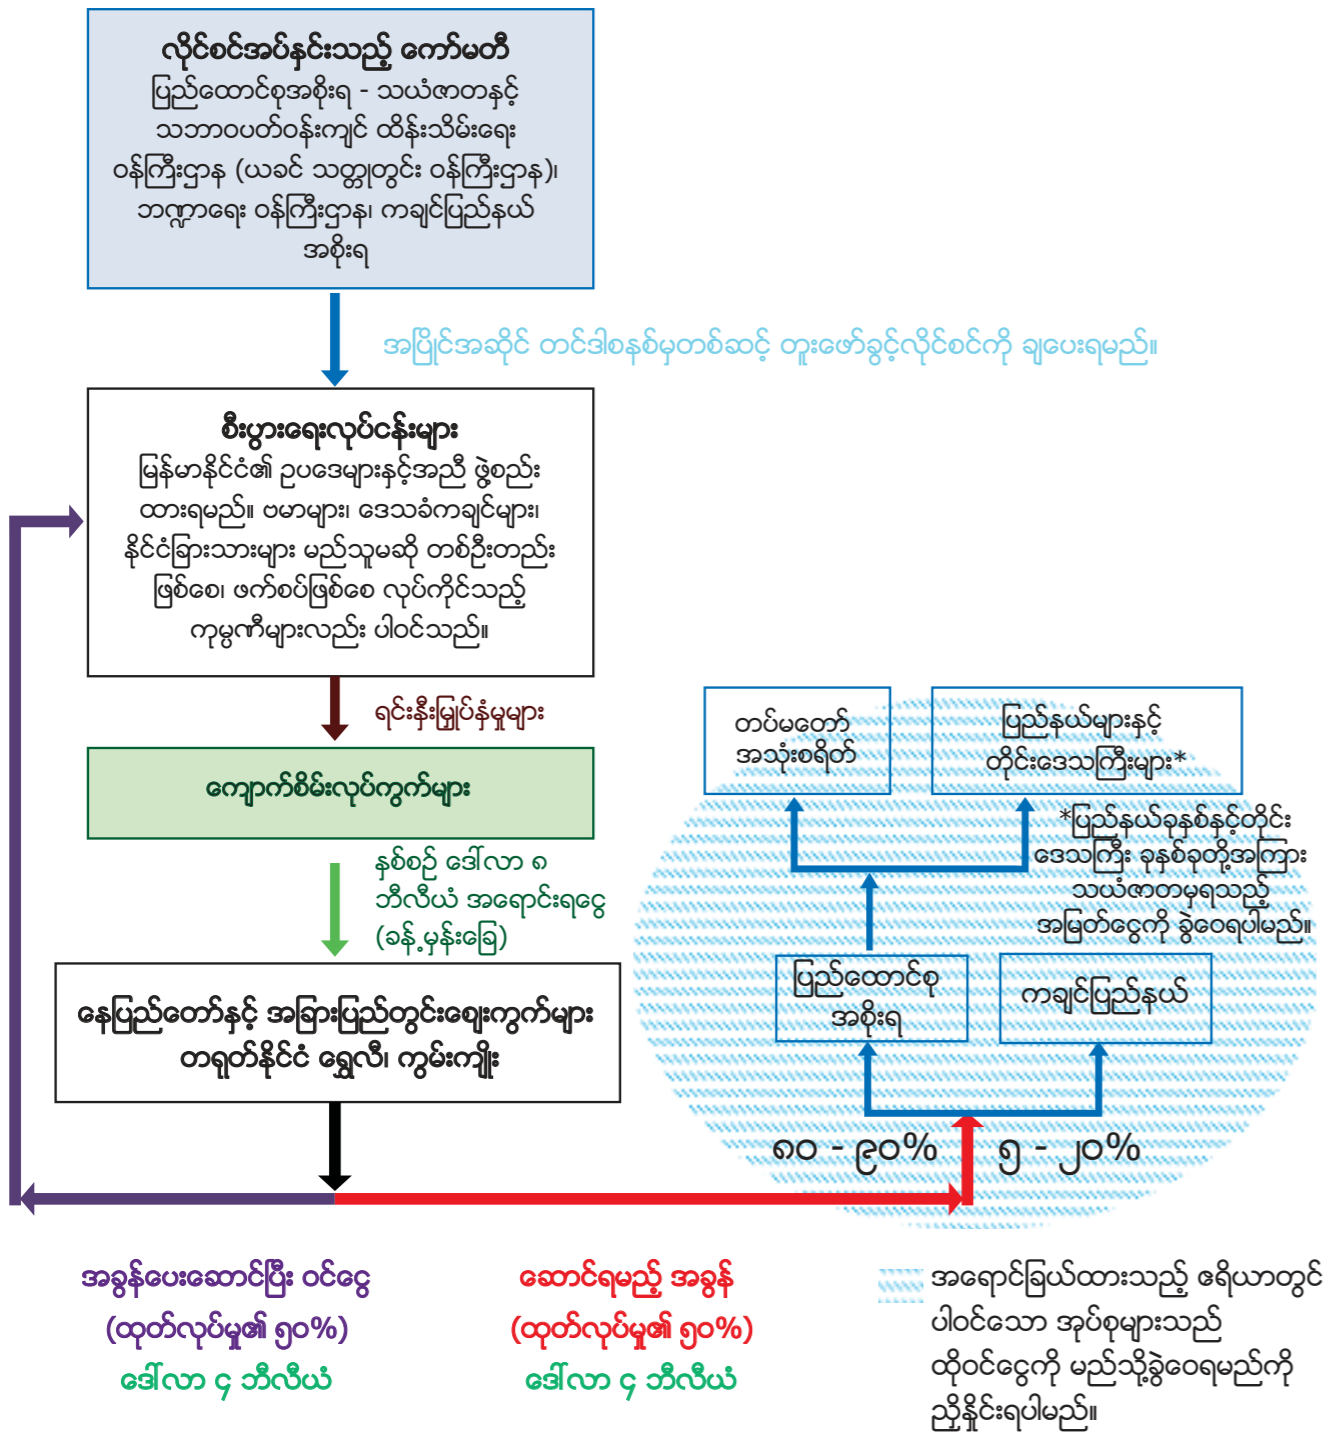 လိုင်စင်အပ်နှင်းသည့် ကော်မတီ
ပြည်ထောင်စုအစိုးရ - သယံဇာတနှင့်
သဘာဝပတ်ဝန်းကျင် ထိန်းသိမ်းရေး
ဝန်ကြီးဌာန (ယခင် သတ္တုတွင်း ဝန်ကြီးဌာန)၊
ဘဏ္ဍာရေး ဝန်ကြီးဌာန၊ ကချင်ပြည်နယ်
အစိုးရ
အပြိုင်အဆိုင် တင်ဒါစနစ်မှတစ်ဆင့် တူးဖော်ခွင့်လိုင်စင်ကို ချပေးရမည်။
စီးပွားရေးလုပ်ငန်းများ
မြန်မာနိုင်ငံ၏ ဥပဒေများနှင့်အညီ ဖွဲ့စည်း
ထားရမည်။ ဗမာများ၊ ဒေသခံကချင်များ၊
နိုင်ငံခြားသားများ မည်သူမဆို တစ်ဦးတည်း
ဖြစ်စေ၊ ဖက်စပ်ဖြစ်စေ လုပ်ကိုင်သည့်
ကုမ္ပဏီများလည်း ပါဝင်သည်။
ရင်းနှီးမြှုပ်နှံမှုများ
ကျောက်စိမ်းလုပ်ကွက်များ
နှစ်စဉ် ဒေါ်လာ ၈
ဘီလီယံ အရောင်းရငွေ
(ခန့်မှန်းခြေ)
နေပြည်တော်နှင့် အခြားပြည်တွင်းဈေးကွက်များ
တရုတ်နိုင်ငံ ရွှေလီ၊ ကွမ်းကျိုး
တပ်မတော်
အသုံးစရိတ်
ပြည်နယ်များနှင့်
တိုင်းဒေသကြီးများ*
*ပြည်နယ်ခုနစ်နှင့်တိုင်း
ဒေသကြီး ခုနစ်ခုတို့အကြား
သယံဇာတမှရသည့်
အမြတ်ငွေကို ခွဲဝေရပါမည်။
ပြည်ထောင်စု
အစိုးရ
ကချင်ပြည်နယ်
၈၀ - ၉၀%
၅ - ၂၀%
အခွန်ပေးဆောင်ပြီး ဝင်ငွေ
(ထုတ်လုပ်မှု၏ ၅၀%)
ဒေါ်လာ ၄ ဘီလီယံ
ဆောင်ရမည့် အခွန်
(ထုတ်လုပ်မှု၏ ၅၀%)
ဒေါ်လာ ၄ ဘီလီယံ
အရောင်ခြယ်ထားသည့် ဧရိယာတွင်
ပါဝင်သော အုပ်စုများသည်
ထိုဝင်ငွေကို မည်သို့ခွဲဝေရမည်ကို
ညှိနှိုင်းရပါမည်။